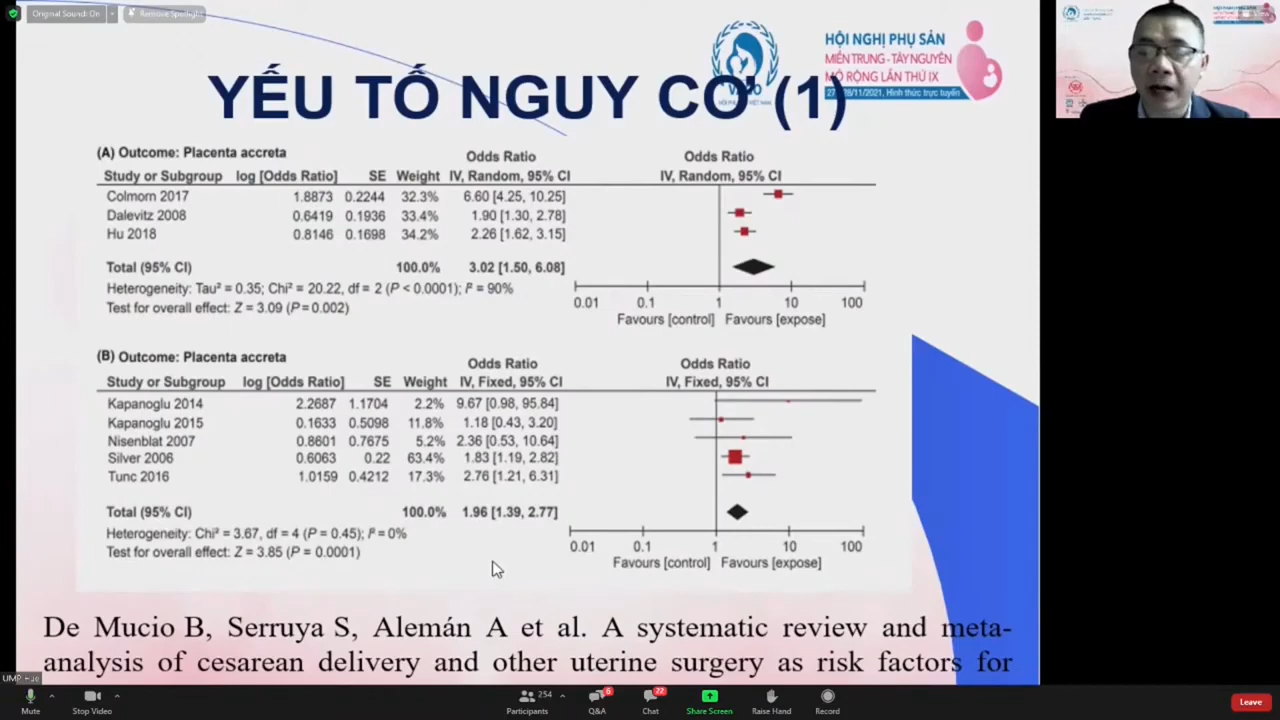 Original Sound: On
Remove Spotlight
View
HỘI NGHỊ PHỤ SẢN
MIỀN TRUNG - TÂY NGUYÊN
MỞ RỘNG LẦN THỨ IX
28/11/2021, Hình thức trực tuyến
YẾU TỐ NGUY CƠ (1)
(A) Outcome: Placenta accreta
Odds Ratio Odds Ratio
Study or Subgroup log [Odds Ratio] SE Weight IV, Random, 95% CI IV, Random, 95% CI
Colmorn 2017 1.8873 0.2244 32.3% 6.60 [4.25, 10.25]
Dalevitz 2008 0.6419 0.1936 33.4% 1.90 [1.30, 2.78]
Hu 2018 0.8146 0.1698 34.2% 2.26 [1.62, 3.15]
Total (95% CI) 100.0% 3.02 [1.50, 6.08]
Heterogeneity: Tau² = 0.35; Chi² = 20.22, df = 2 (P < 0.0001); I² = 90%
Test for overall effect: Z = 3.09 (P = 0.002)
0.01 0.1 1 10 100
Favours [control] Favours [expose]
(B) Outcome: Placenta accreta
Odds Ratio Odds Ratio
Study or Subgroup log [Odds Ratio] SE Weight IV, Fixed, 95% CI IV, Fixed, 95% CI
Kapanoglu 2014 2.2687 1.1704 2.2% 9.67 [0.98, 95.84]
Kapanoglu 2015 0.1633 0.5098 11.8% 1.18 [0.43, 3.20]
Nisenblat 2007 0.8601 0.7675 5.2% 2.36 [0.53, 10.64]
Silver 2006 0.6063 0.22 63.4% 1.83 [1.19, 2.82]
Tunc 2016 1.0159 0.4212 17.3% 2.76 [1.21, 6.31]
Total (95% CI) 100.0% 1.96 [1.39, 2.77]
Heterogeneity: Chi² = 3.67, df = 4 (P = 0.45); I² = 0%
Test for overall effect: Z = 3.85 (P = 0.0001)
0.01 0.1 1 10 100
Favours [control] Favours [expose]
De Mucio B, Serruya S, Alemán A et al. A systematic review and meta-
analysis of cesarean delivery and other uterine surgery as risk factors for
Mute
Stop Video
254
Participants
6
Q&A
22
Chat
Share Screen
Raise Hand
Record
Leave